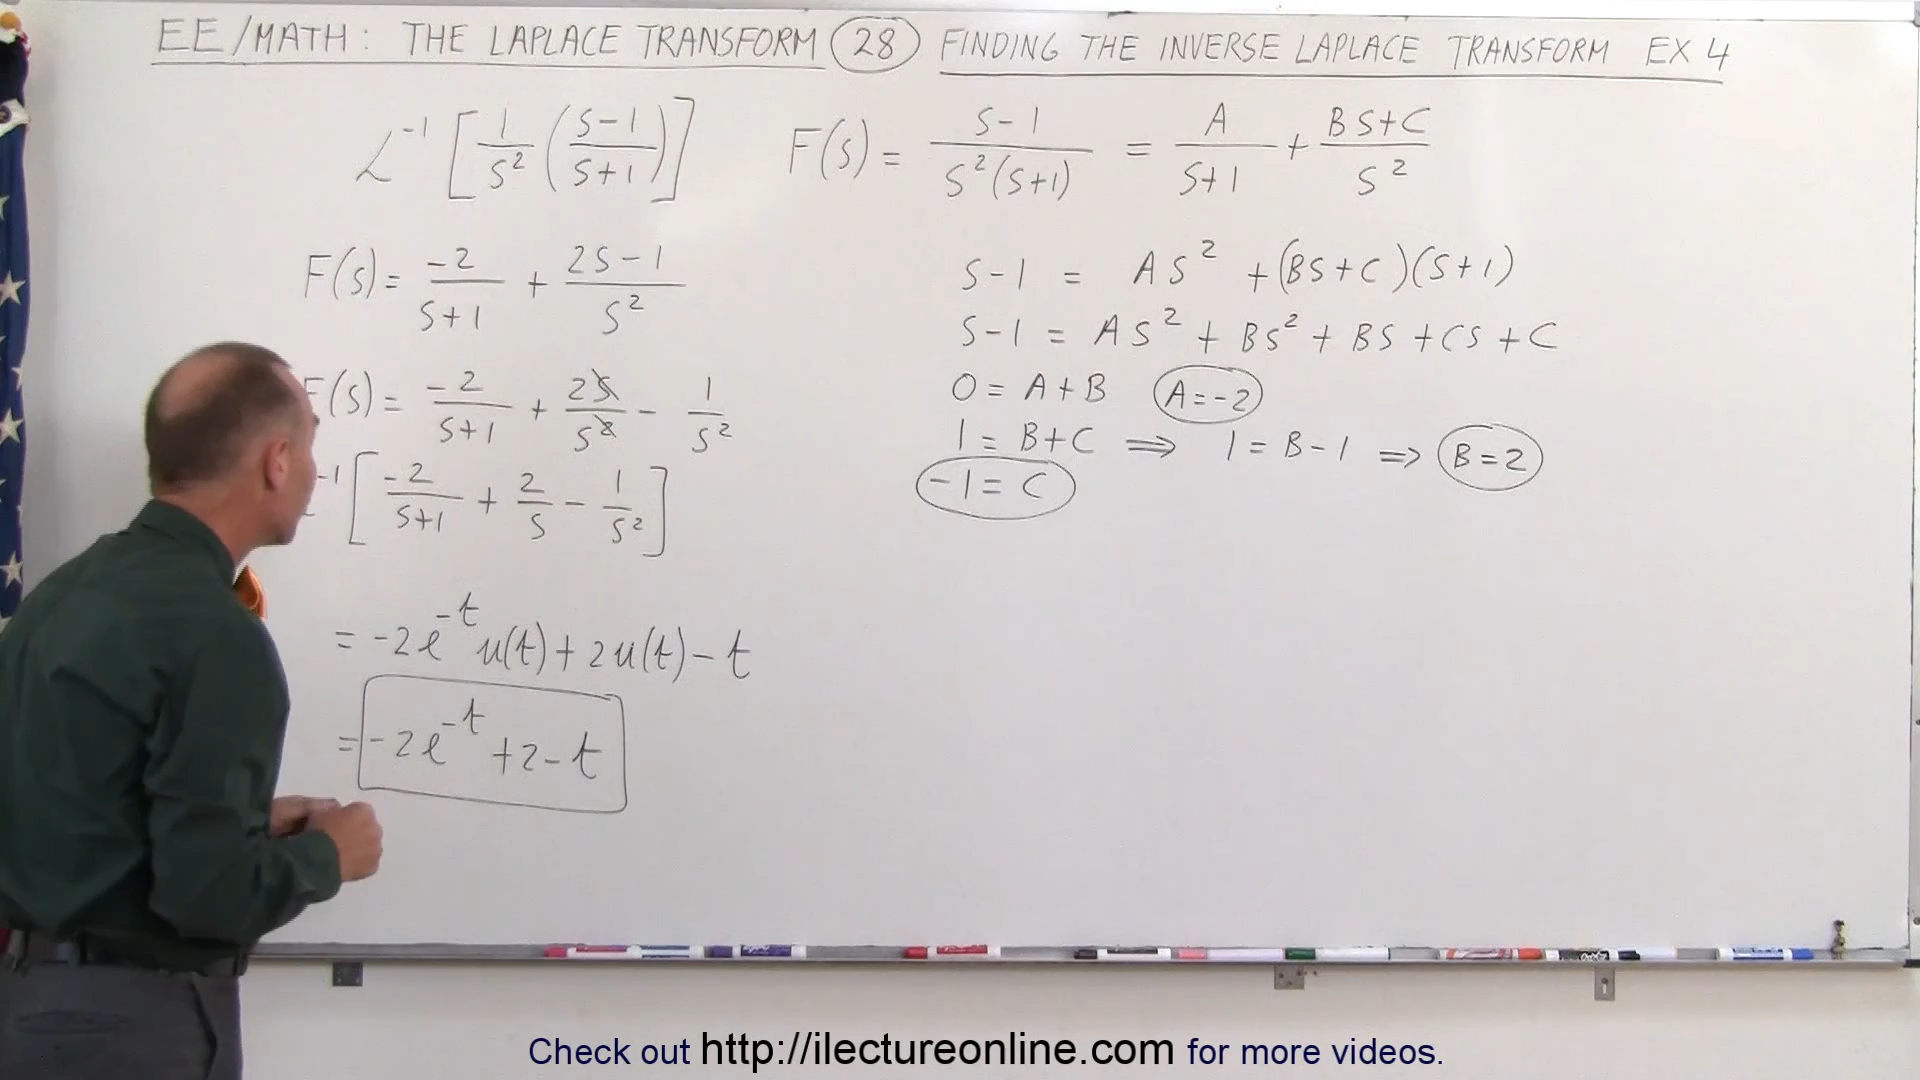 EE/MATH: THE LAPLACE TRANSFORM 28 FINDING THE INVERSE LAPLACE TRANSFORM EX 4
ℒ⁻¹ [1/s² ((s-1)/(s+1))]
F(s) = -2/(s+1) + (2s-1)/s²
F(s) = -2/(s+1) + 2s/s² - 1/s²
⁻¹ [-2/(s+1) + 2/s - 1/s²]
= -2e^-t u(t) + 2u(t) - t
= -2e^-t + 2 - t
F(s) = (s-1)/(s²(s+1)) = A/(s+1) + (Bs+C)/s²
s-1 = As² + (Bs+C)(s+1)
s-1 = As² + Bs² + Bs + Cs + C
0 = A+B A=-2
1 = B+C ⇒ 1 = B-1 ⇒ B=2
-1 = C
Check out http://ilectureonline.com for more videos.